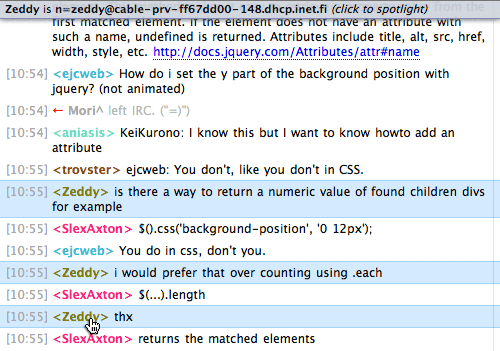 Zeddy is n=zeddy@cable-prv-ff67dd00-148.dhcp.inet.fi (click to spotlight)
first matched element. If the element does not have an attribute with
such a name, undefined is returned. Attributes include title, alt, src, href,
width, style, etc. http://docs.jquery.com/Attributes/attr#name
[10:54] <ejcweb> How do i set the y part of the background position with
jquery? (not animated)
[10:54] ← Mori^ left IRC. ("=)")
[10:54] <aniasis> KeiKurono: I know this but I want to know howto add an
attribute
[10:55] <trovster> ejcweb: You don't, like you don't in CSS.
[10:55] <Zeddy> is there a way to return a numeric value of found children divs
for example
[10:55] <SlexAxton> $().css('background-position', '0 12px');
[10:55] <ejcweb> You do in css, don't you.
[10:55] <Zeddy> i would prefer that over counting using .each
[10:55] <SlexAxton> $(...).length
[10:55] <Zeddy> thx
[10:55] <SlexAxton> returns the matched elements